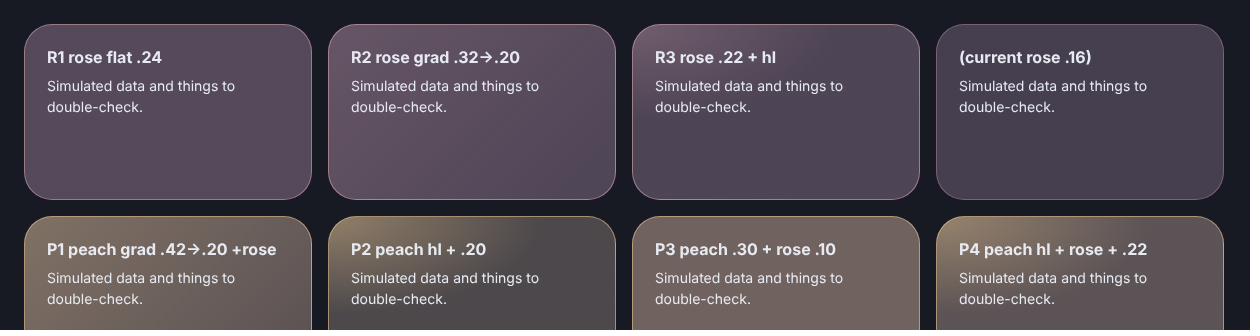 R1 rose flat .24
Simulated data and things to
double-check.
R2 rose grad .32→.20
Simulated data and things to
double-check.
R3 rose .22 + hl
Simulated data and things to
double-check.
(current rose .16)
Simulated data and things to
double-check.
P1 peach grad .42→.20 +rose
Simulated data and things to
double-check.
P2 peach hl + .20
Simulated data and things to
double-check.
P3 peach .30 + rose .10
Simulated data and things to
double-check.
P4 peach hl + rose + .22
Simulated data and things to
double-check.